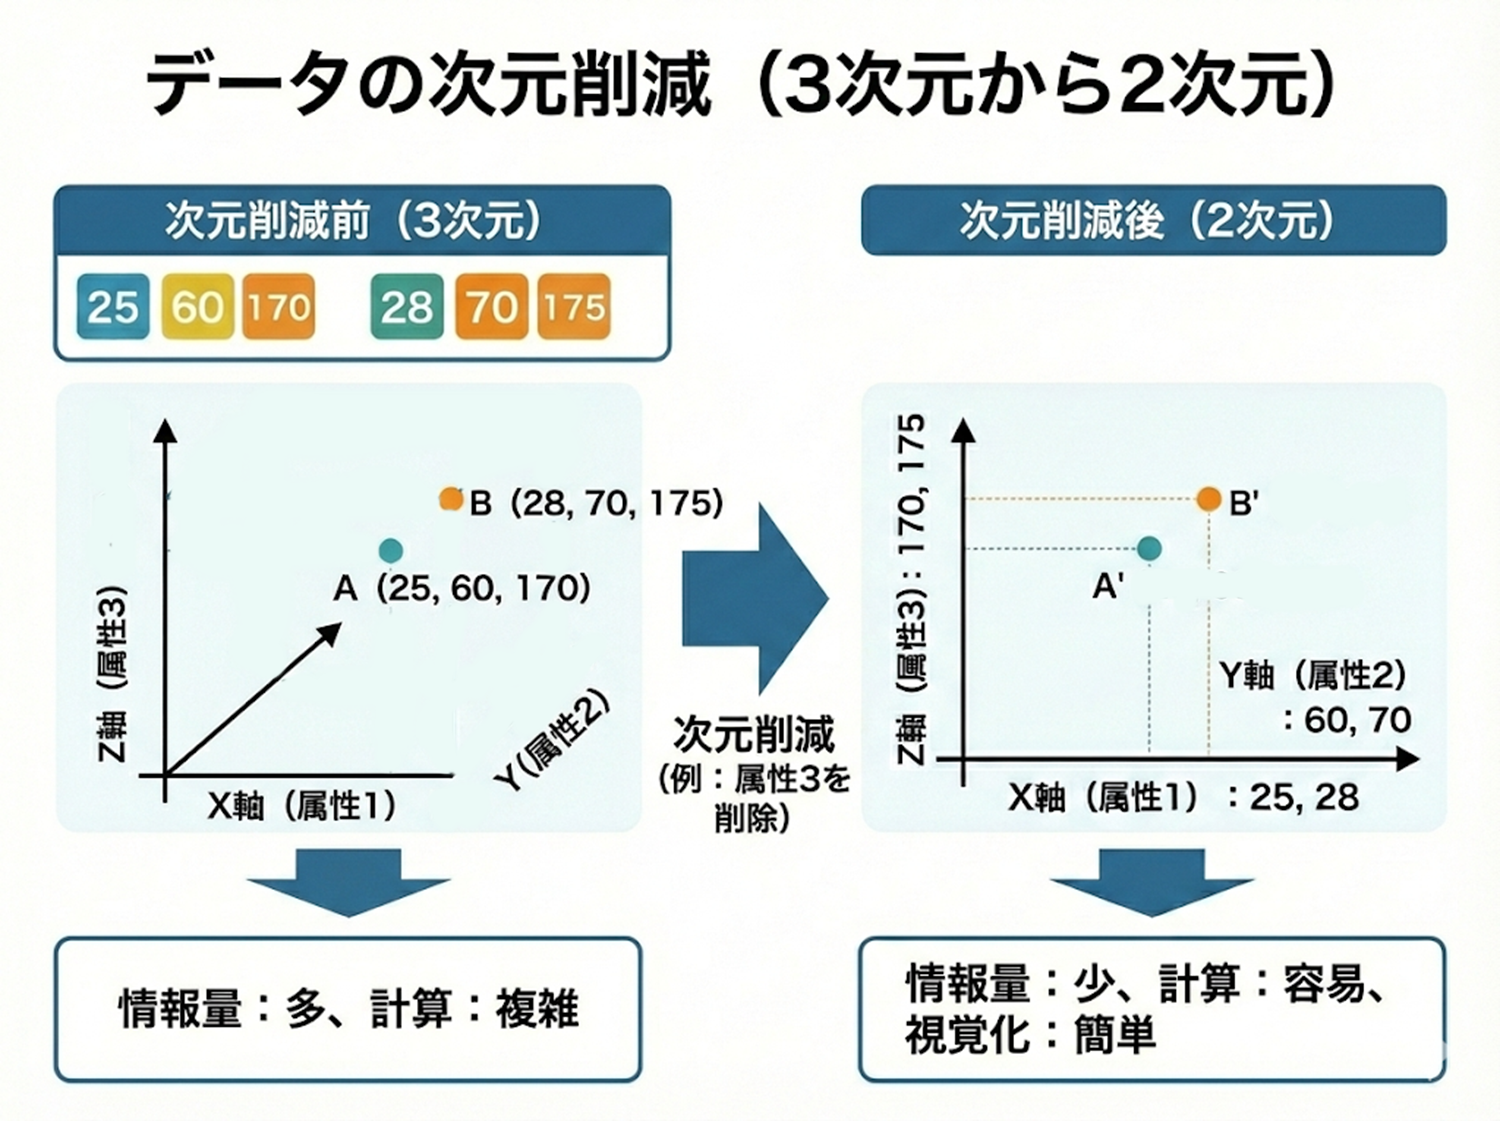 データの次元削減（3次元から2次元）
次元削減前（3次元）
25 60 170 28 70 175
Z軸（属性3）
B（28, 70, 175）
A（25, 60, 170）
Y(属性2)
X軸（属性1）
次元削減
（例：属性3を
削除）
次元削減後（2次元）
Z軸（属性3）: 170, 175
B'
A'
Y軸（属性2）
：60, 70
X軸（属性1）：25, 28
情報量：多、計算：複雑
情報量：少、計算：容易、
視覚化：簡単